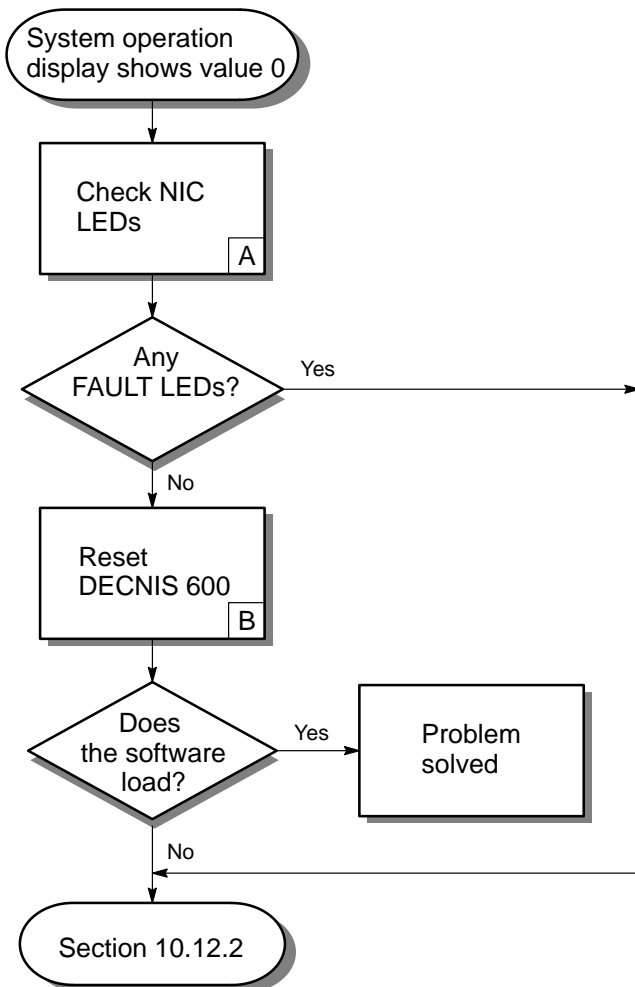 System operation
display shows value 0
Check NIC
LEDs
A
Any
FAULT LEDs?
Yes
No
Reset
DECNIS 600
B
Does
the software
load?
Yes
Problem
solved
No
Section 10.12.2